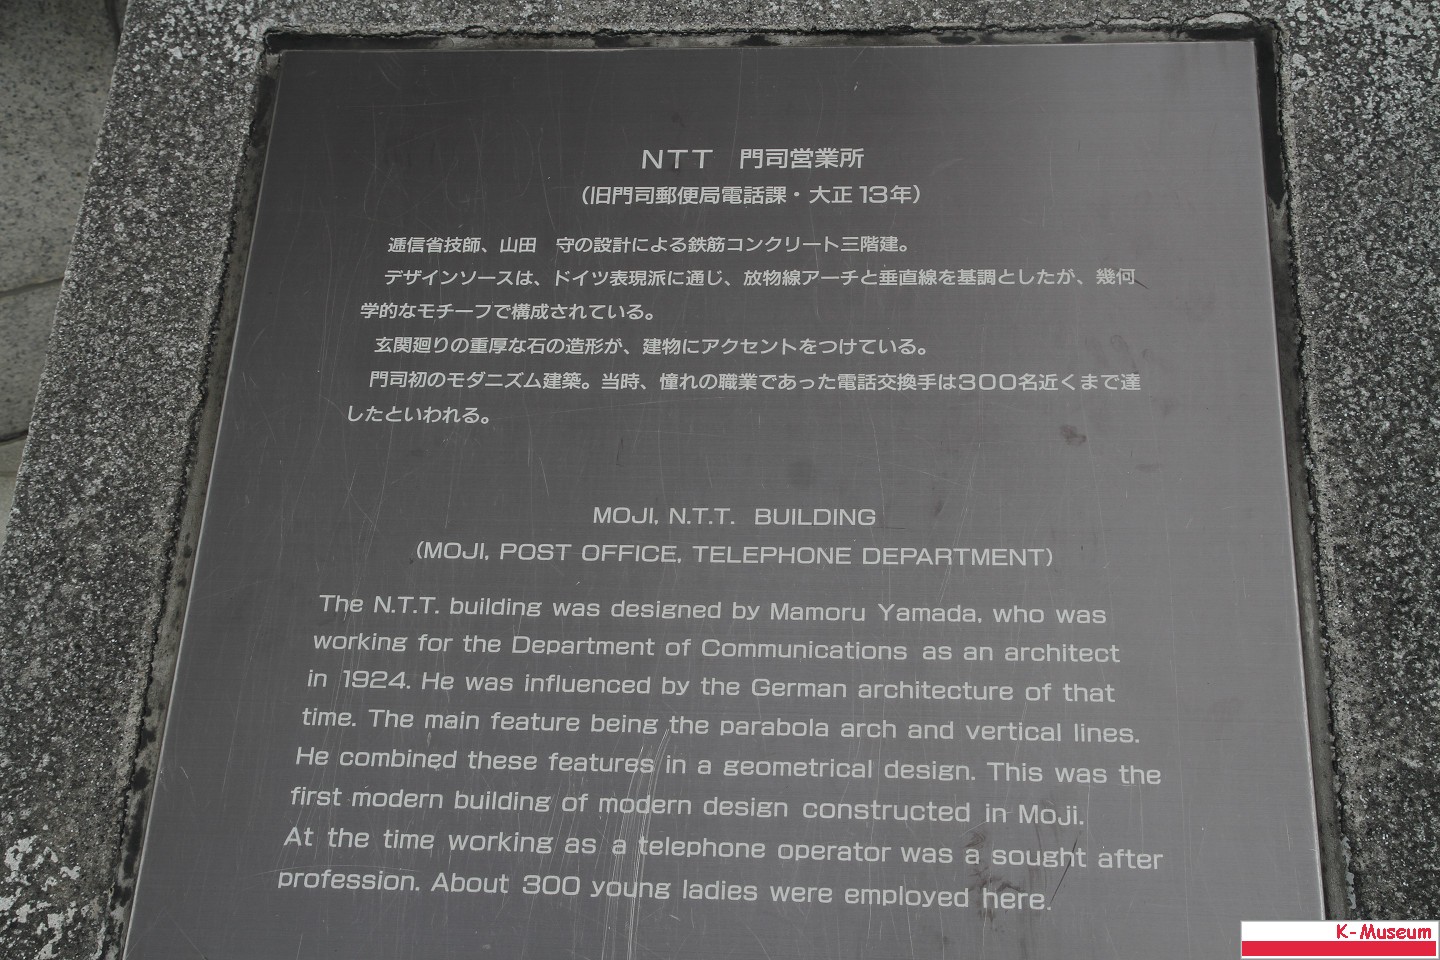 NTT 門司営業所
(旧門司郵便局電話課・大正13年)
逓信省技師、山田 守の設計による鉄筋コンクリート三階建。
デザインソースは、ドイツ表現派に通じ、放物線アーチと垂直線を基調としたが、幾何
学的なモチーフで構成されている。
玄関廻りの重厚な石の造形が、建物にアクセントをつけている。
門司初のモダニズム建築。当時、憧れの職業であった電話交換手は300名近くまで達
したといわれる。
MOJI, N.T.T. BUILDING
(MOJI, POST OFFICE, TELEPHONE DEPARTMENT)
The N.T.T. building was designed by Mamoru Yamada, who was
working for the Department of Communications as an architect
in 1924. He was influenced by the German architecture of that
time. The main feature being the parabola arch and vertical lines.
He combined these features in a geometrical design. This was the
first modern building of modern design constructed in Moji.
At the time working as a telephone operator was a sought after
profession. About 300 young ladies were employed here.
K-Museum